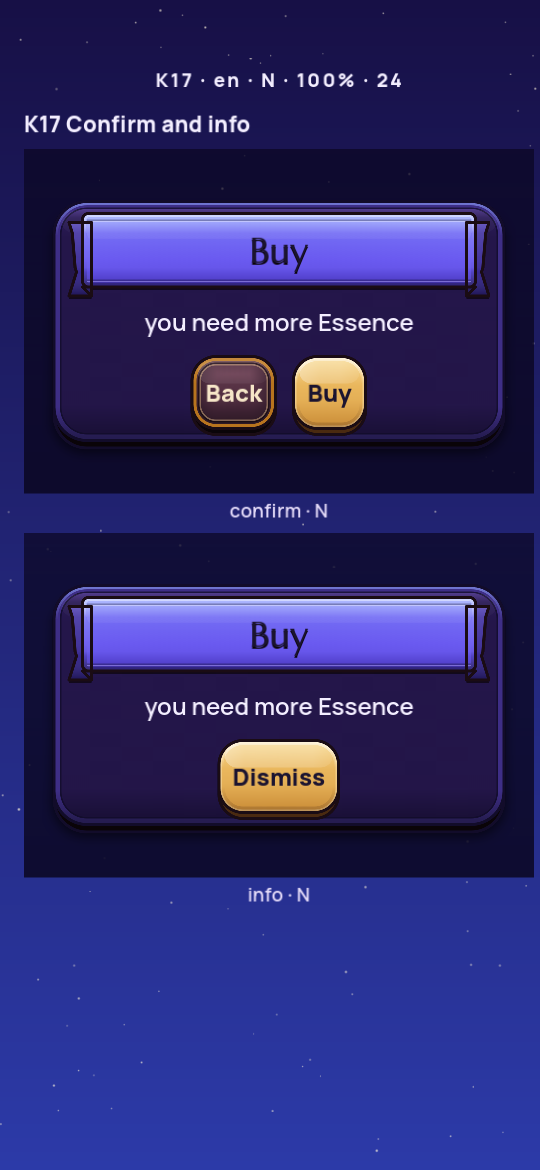 K17 · en · N · 100% · 24
K17 Confirm and info
Buy
you need more Essence
Back Buy
confirm · N
Buy
you need more Essence
Dismiss
info · N